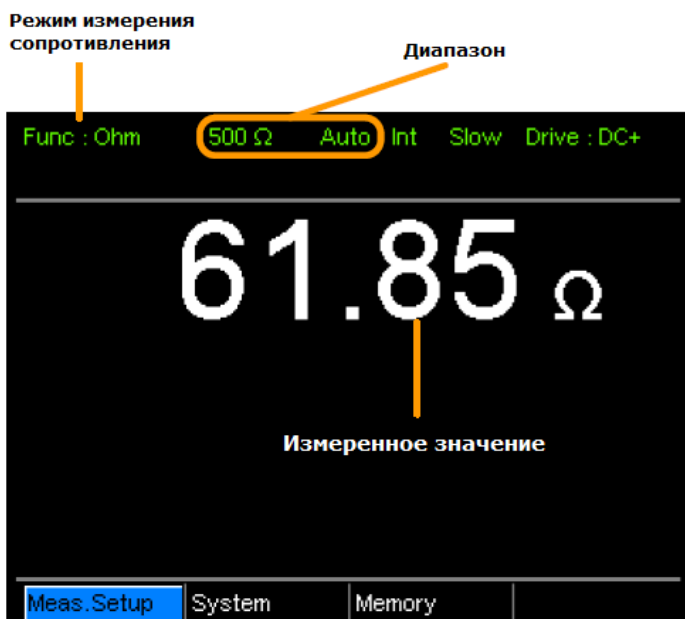 Режим измерения
сопротивления
Диапазон
Func : Ohm 500 Ω Auto Int Slow Drive : DC+
61.85 Ω
Измеренное значение
Meas.Setup System Memory